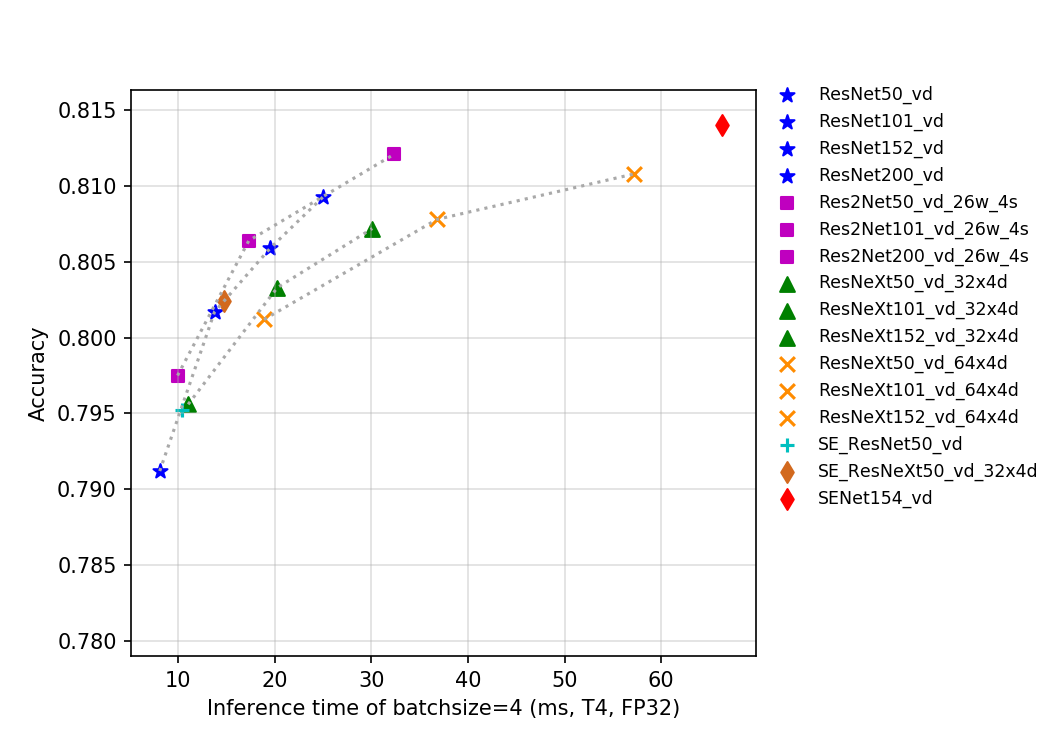 0.815
0.810
0.805
0.800
0.795
0.790
0.785
0.780
Accuracy
10 20 30 40 50 60
Inference time of batchsize=4 (ms, T4, FP32)
ResNet50_vd
ResNet101_vd
ResNet152_vd
ResNet200_vd
Res2Net50_vd_26w_4s
Res2Net101_vd_26w_4s
Res2Net200_vd_26w_4s
ResNeXt50_vd_32x4d
ResNeXt101_vd_32x4d
ResNeXt152_vd_32x4d
ResNeXt50_vd_64x4d
ResNeXt101_vd_64x4d
ResNeXt152_vd_64x4d
SE_ResNet50_vd
SE_ResNeXt50_vd_32x4d
SENet154_vd